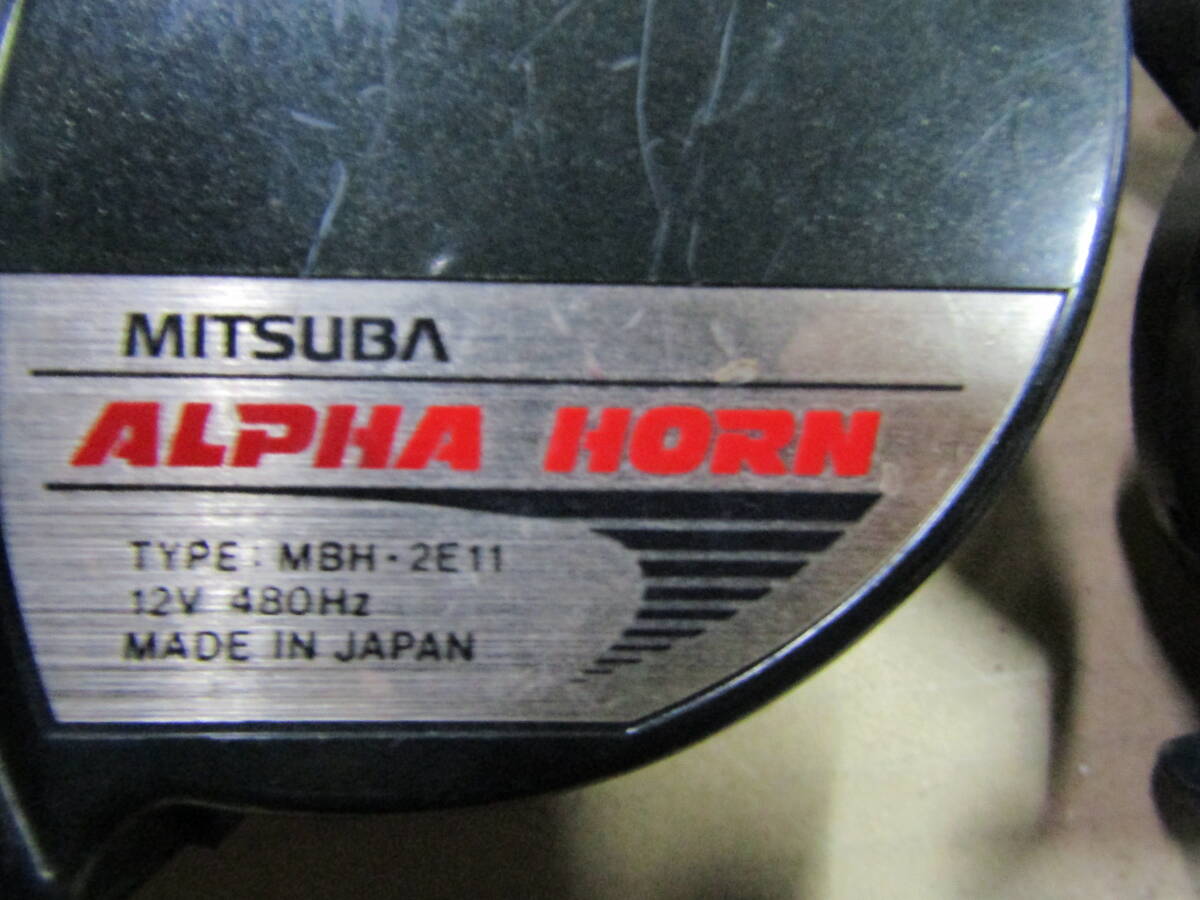 MITSUBA
ALPHA HORN
TYPE: MBH-2E11
12V 480Hz
MADE IN JAPAN